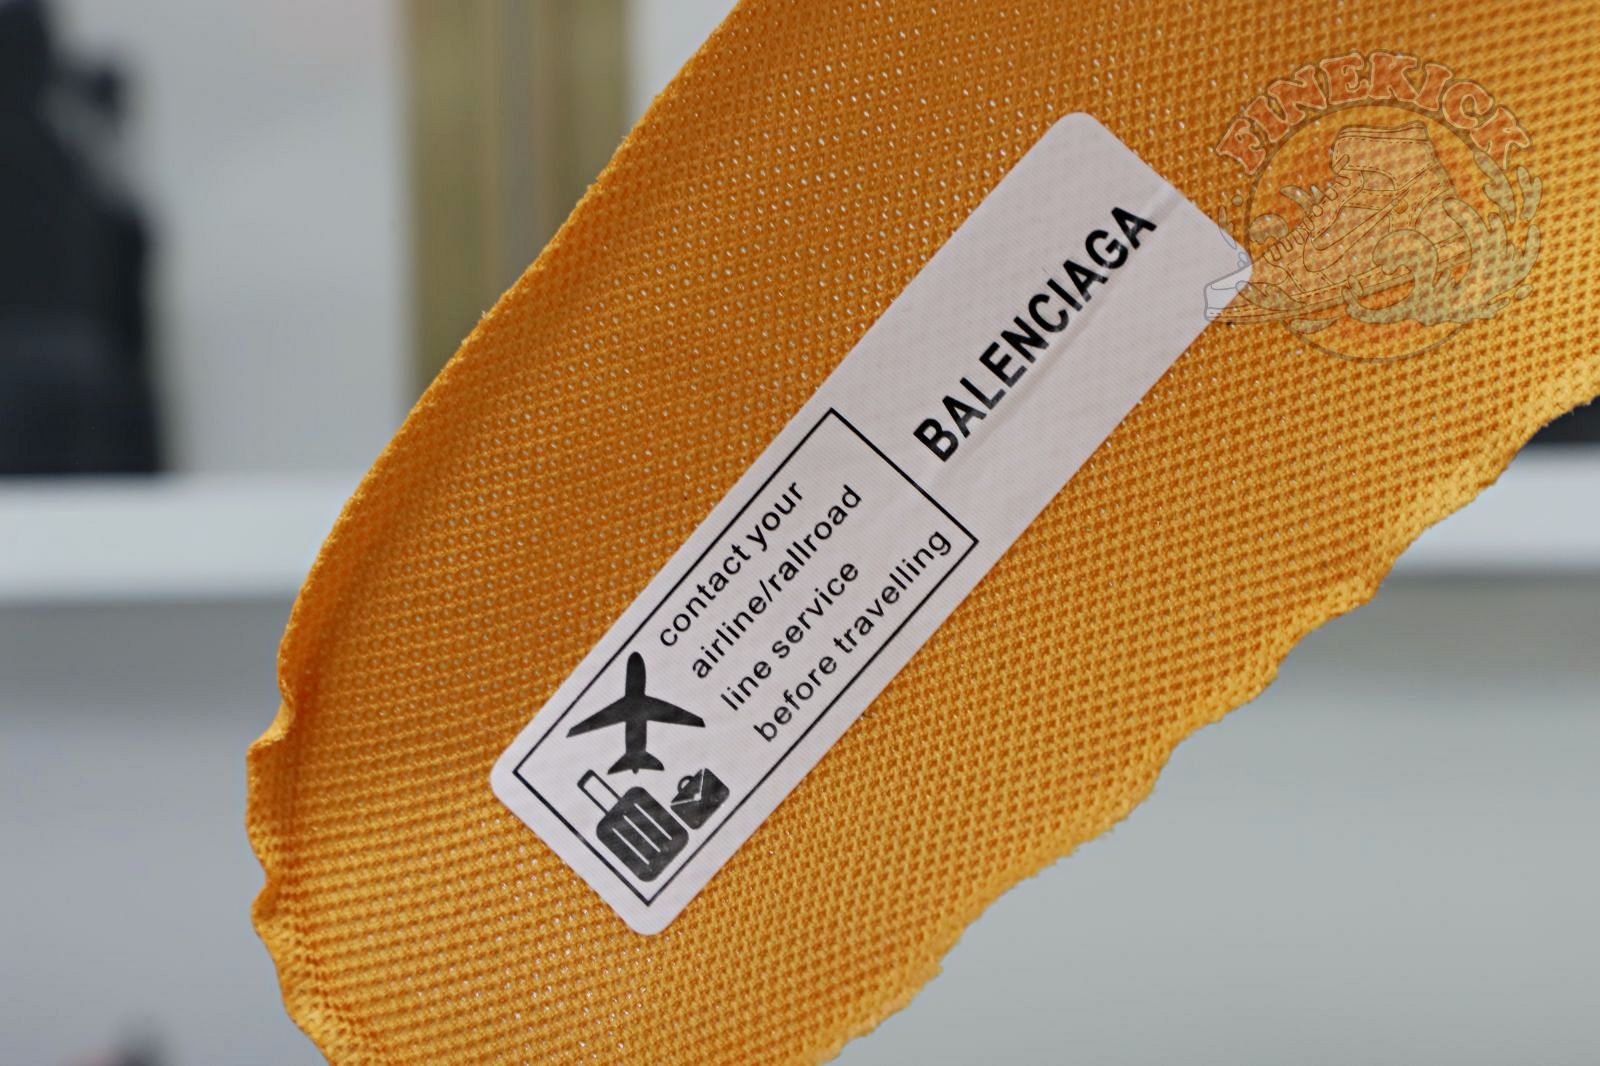 FINEKICK
BALENCIAGA
contact your
airline/rallroad
line service
before travelling